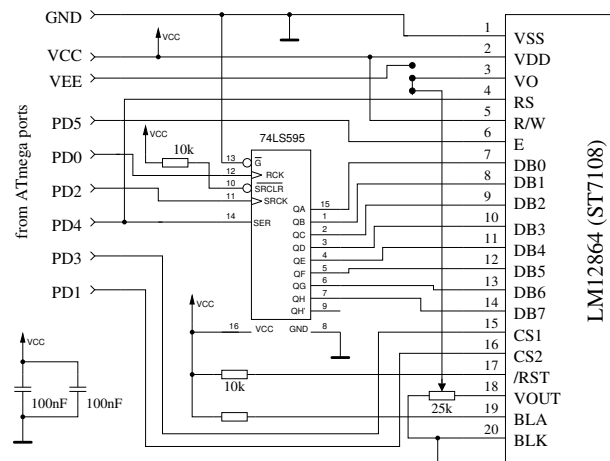 GND
VCC
VCC
VEE
from ATmega ports
PD5
PD0
PD2
PD4
PD3
PD1
VCC
10k
74LS595
13
G
12
RCK
10
SRCLR
11
SRCK
14
SER
QA 15
QB 1
QC 2
QD 3
QE 4
QF 5
QG 6
QH 7
QH' 9
16 VCC GND 8
VCC
10k
25k
VCC
100nF 100nF
1 VSS
2 VDD
3 VO
4 RS
5 R/W
6 E
7 DB0
8 DB1
9 DB2
10 DB3
11 DB4
12 DB5
13 DB6
14 DB7
15 CS1
16 CS2
17 /RST
18 VOUT
19 BLA
20 BLK
LM12864 (ST7108)